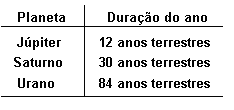 Planeta Duração do ano
Júpiter 12 anos terrestres
Saturno 30 anos terrestres
Urano 84 anos terrestres